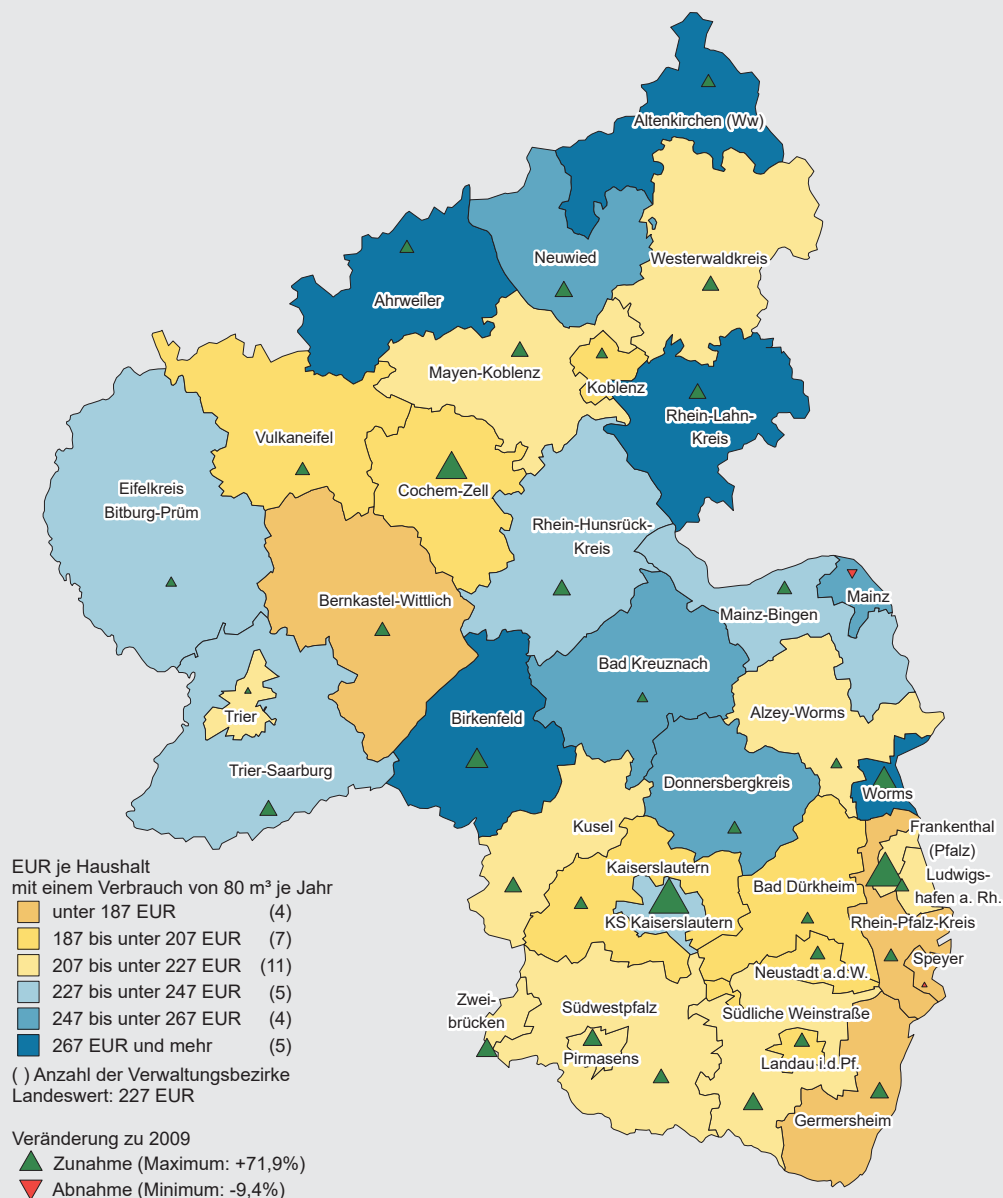 Altenkirchen (Ww)
Neuwied
Westerwaldkreis
Ahrweiler
Mayen-Koblenz
Koblenz
Rhein-Lahn-
Kreis
Vulkaneifel
Cochem-Zell
Eifelkreis
Bitburg-Prüm
Rhein-Hunsrück-
Kreis
Bernkastel-Wittlich
Mainz-Bingen
Mainz
Bad Kreuznach
Trier
Birkenfeld
Alzey-Worms
Trier-Saarburg
Donnersbergkreis
Worms
Kusel
Frankenthal
(Pfalz)
Ludwigs-
hafen a. Rh.
Kaiserslautern
KS Kaiserslautern
Bad Dürkheim
Rhein-Pfalz-Kreis
Speyer
Neustadt a.d.W.
Zwei-
brücken
Südwestpfalz
Südliche Weinstraße
Pirmasens
Landau i.d.Pf.
Germersheim
EUR je Haushalt
mit einem Verbrauch von 80 m³ je Jahr
unter 187 EUR (4)
187 bis unter 207 EUR (7)
207 bis unter 227 EUR (11)
227 bis unter 247 EUR (5)
247 bis unter 267 EUR (4)
267 EUR und mehr (5)
( ) Anzahl der Verwaltungsbezirke
Landeswert: 227 EUR
Veränderung zu 2009
Zunahme (Maximum: +71,9%)
Abnahme (Minimum: -9,4%)